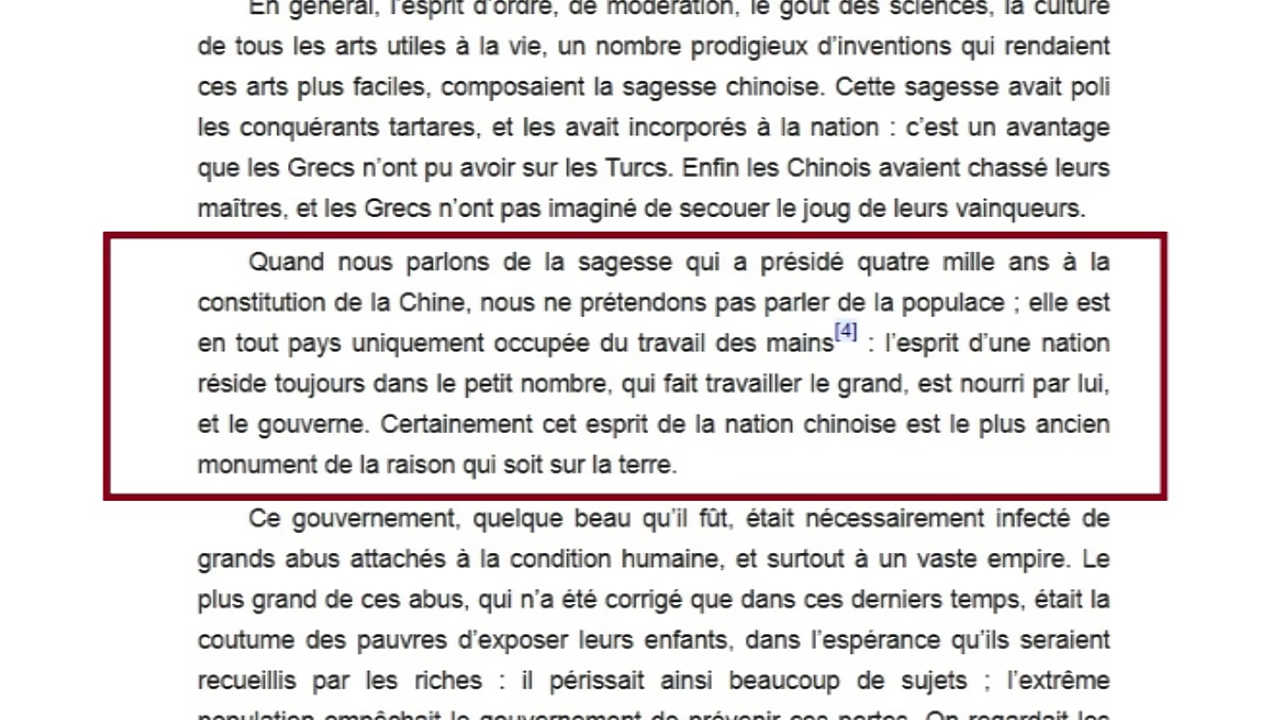 En général, l’esprit d’ordre, de modération, le goût des sciences, la culture
de tous les arts utiles à la vie, un nombre prodigieux d’inventions qui rendaient
ces arts plus faciles, composaient la sagesse chinoise. Cette sagesse avait poli
les conquérants tartares, et les avait incorporés à la nation : c’est un avantage
que les Grecs n’ont pu avoir sur les Turcs. Enfin les Chinois avaient chassé leurs
maîtres, et les Grecs n’ont pas imaginé de secouer le joug de leurs vainqueurs.
Quand nous parlons de la sagesse qui a présidé quatre mille ans à la
constitution de la Chine, nous ne prétendons pas parler de la populace ; elle est
en tout pays uniquement occupée du travail des mains[4] : l’esprit d’une nation
réside toujours dans le petit nombre, qui fait travailler le grand, est nourri par lui,
et le gouverne. Certainement cet esprit de la nation chinoise est le plus ancien
monument de la raison qui soit sur la terre.
Ce gouvernement, quelque beau qu’il fût, était nécessairement infecté de
grands abus attachés à la condition humaine, et surtout à un vaste empire. Le
plus grand de ces abus, qui n’a été corrigé que dans ces derniers temps, était la
coutume des pauvres d’exposer leurs enfants, dans l’espérance qu’ils seraient
recueillis par les riches : il périssait ainsi beaucoup de sujets ; l’extrême
population empêchait le gouvernement de prévenir ces pertes. On regardait les